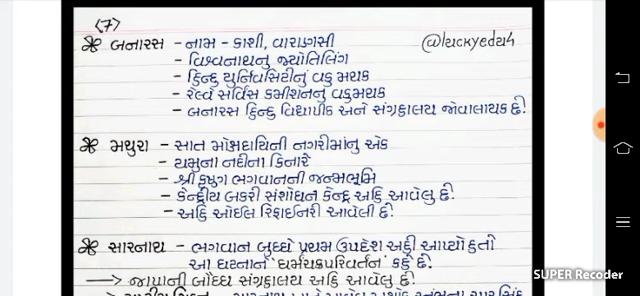 <7>
* બનારસ - નામ - કાશી, વારાણસી @luckyedu4
- વિશ્વનાથનુ જ્યોતિલિંગ
- હિન્દુ યુનિવર્સિટીનું વડુ મથક
- રેલ્વે સર્વિસ કમીશનનું વડુમથક
- બનારસ હિન્દુ વિદ્યાપીઠ અને સંગ્રહાલય જોવાલાયક છે.
* મથુરા - સાત મોક્ષદાયિની નગરીમાંનુ એક
- યમુના નદીના કિનારે
- શ્રી કૃષ્ણ ભગવાનની જન્મભૂમિ
- કેન્દ્રીય બકરી સંશોધન કેન્દ્ર અહિ આવેલુ છે.
- અહિ ઓઇલ રિફાઇનરી આવેલી છે.
* સારનાથ - ભગવાન બુધ્ધે પ્રથમ ઉપદેશ અહી આપ્યો હતો
આ ઘટનાને 'ધર્મચક્રપરિવર્તન' કહે છે.
→ જાપાની બૌધ્ધ સંગ્રહાલય અહિ આવેલુ છે.
SUPER Recoder